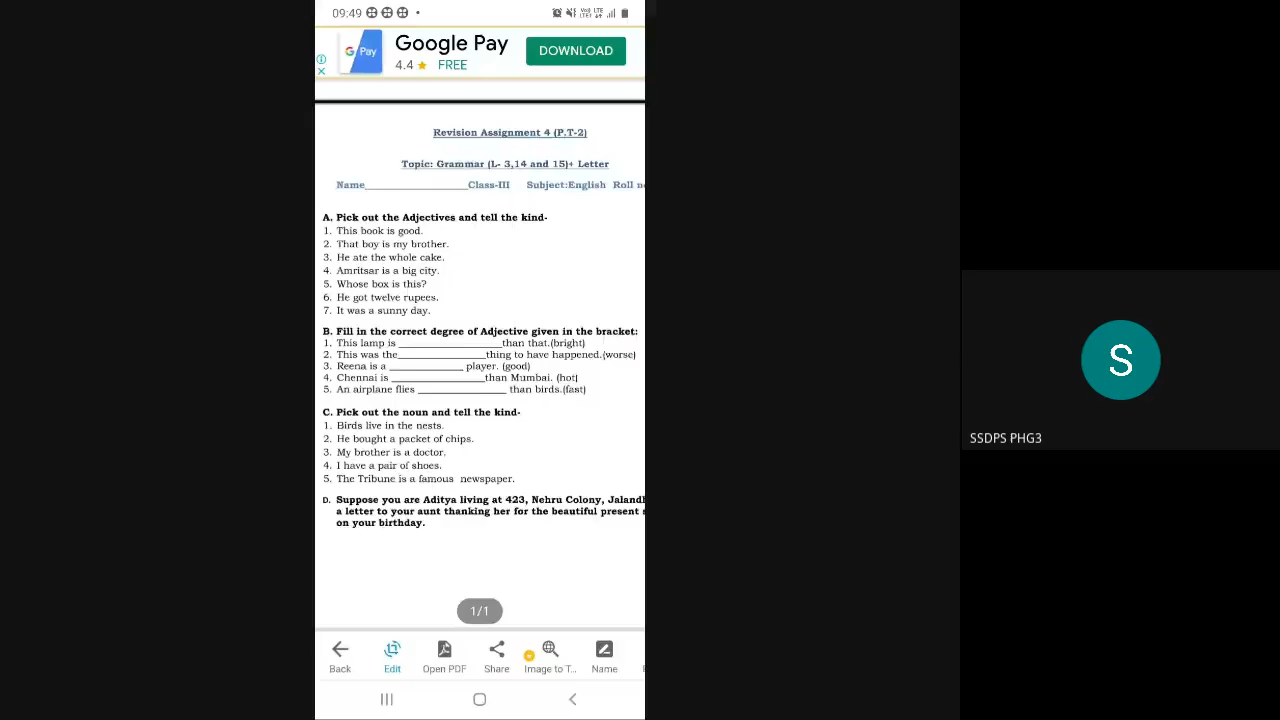 09:49
Google Pay
G Pay
DOWNLOAD
4.4 FREE
Revision Assignment 4 (P.T-2)
Topic: Grammar (L- 3,14 and 15)+ Letter
Name____________________Class-III Subject:English Roll
A. Pick out the Adjectives and tell the kind-
1. This book is good.
2. That boy is my brother.
3. He ate the whole cake.
4. Amritsar is a big city.
5. Whose box is this?
6. He got twelve rupees.
7. It was a sunny day.
B. Fill in the correct degree of Adjective given in the bracket:
1. This lamp is ____________________than that.(bright)
2. This was the_________________thing to have happened.(worse)
3. Reena is a ______________ player. (good)
4. Chennai is __________________than Mumbai. (hot)
5. An airplane flies _________________ than birds.(fast)
C. Pick out the noun and tell the kind-
1. Birds live in the nests.
2. He bought a packet of chips.
3. My brother is a doctor.
4. I have a pair of shoes.
5. The Tribune is a famous newspaper.
D. Suppose you are Aditya living at 423, Nehru Colony,
a letter to your aunt thanking her for the beautiful present
on your birthday.
1/1
Back Edit Open PDF Share Image to T... Name
S
SSDPS PHG3